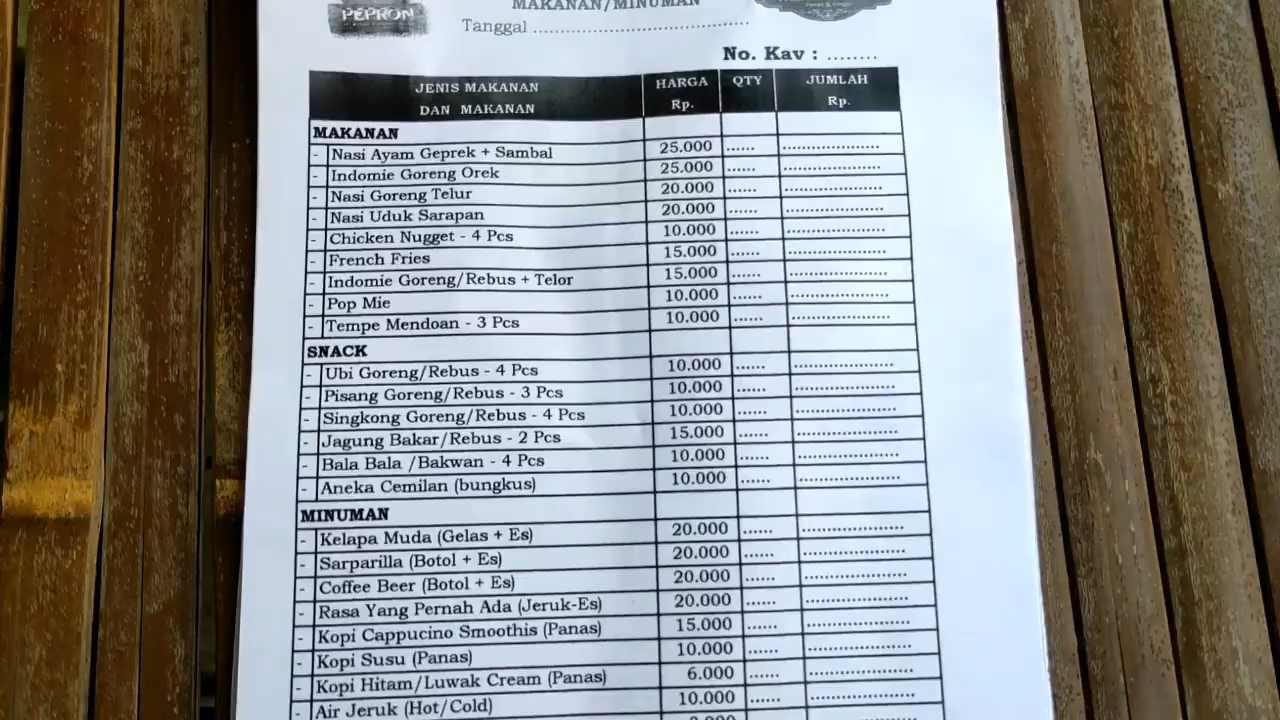 PEPRON
MAKANAN/MINUMAN
Tanggal ........................................
No. Kav : ........
JENIS MAKANAN DAN MAKANAN HARGA Rp. QTY JUMLAH Rp.
MAKANAN
- Nasi Ayam Geprek + Sambal 25.000 ...... ....................
- Indomie Goreng Orek 25.000 ...... ....................
- Nasi Goreng Telur 20.000 ...... ....................
- Nasi Uduk Sarapan 20.000 ...... ....................
- Chicken Nugget - 4 Pcs 10.000 ...... ....................
- French Fries 15.000 ...... ....................
- Indomie Goreng/Rebus + Telor 15.000 ...... ....................
- Pop Mie 10.000 ...... ....................
- Tempe Mendoan - 3 Pcs 10.000 ...... ....................
SNACK
- Ubi Goreng/Rebus - 4 Pcs 10.000 ...... ....................
- Pisang Goreng/Rebus - 3 Pcs 10.000 ...... ....................
- Singkong Goreng/Rebus - 4 Pcs 10.000 ...... ....................
- Jagung Bakar/Rebus - 2 Pcs 15.000 ...... ....................
- Bala Bala /Bakwan - 4 Pcs 10.000 ...... ....................
- Aneka Cemilan (bungkus) 10.000 ...... ....................
MINUMAN
- Kelapa Muda (Gelas + Es) 20.000 ...... ....................
- Sarparilla (Botol + Es) 20.000 ...... ....................
- Coffee Beer (Botol + Es) 20.000 ...... ....................
- Rasa Yang Pernah Ada (Jeruk-Es) 20.000 ...... ....................
- Kopi Cappucino Smoothis (Panas) 15.000 ...... ....................
- Kopi Susu (Panas) 10.000 ...... ....................
- Kopi Hitam/Luwak Cream (Panas) 6.000 ...... ....................
- Air Jeruk (Hot/Cold) 10.000 ...... ....................